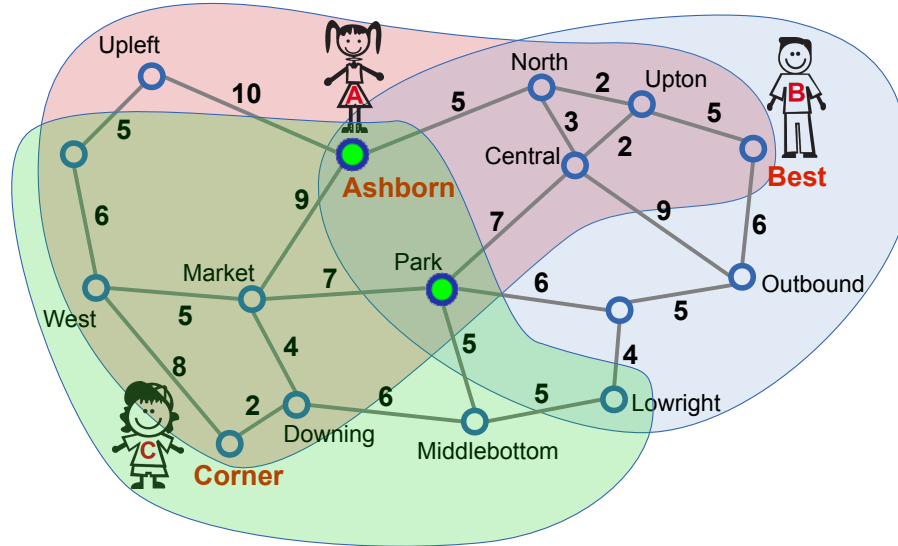 Upleft
North
Upton
10
A
5
2
5
B
5
3
2
Central
Ashborn
Best
9
7
9
6
6
Park
Market
7
6
Outbound
West
5
5
8
4
5
4
2
6
5
Lowright
Downing
C
Middlebottom
Corner